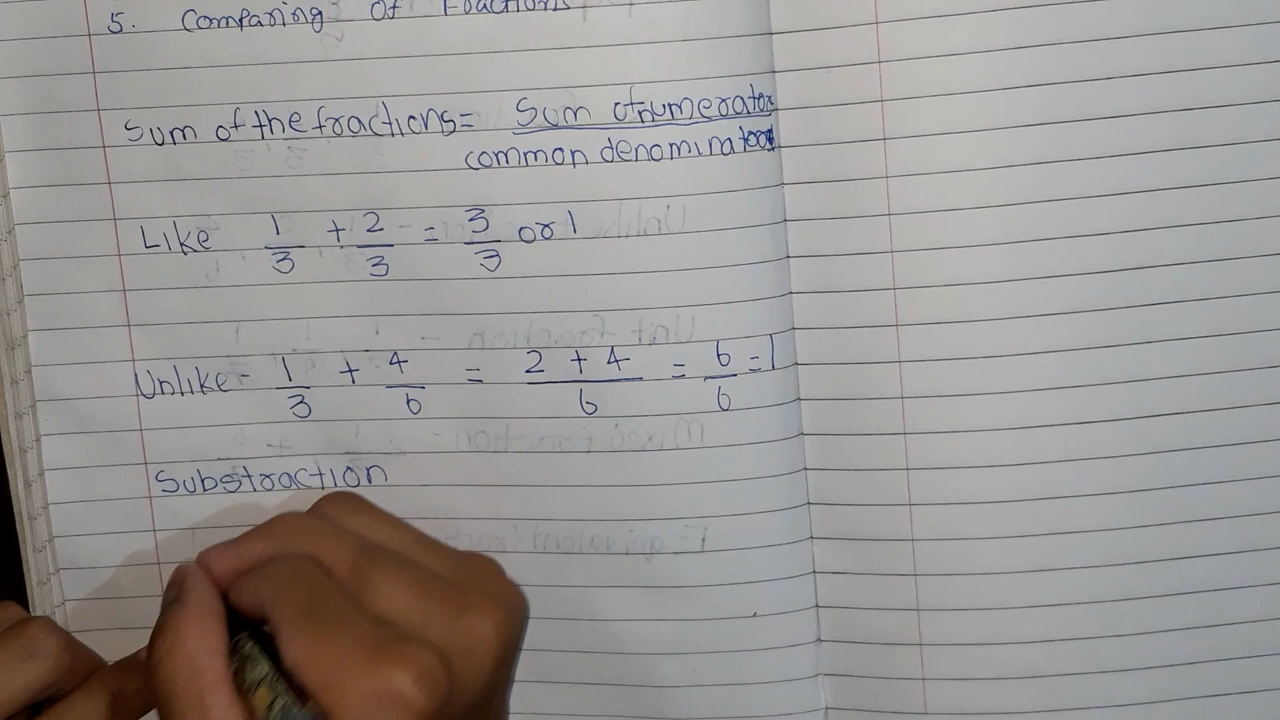 5. Comparing Of Fractions
Sum of the fractions = Sum of numerator
common denominator
Like 1/3 + 2/3 = 3/3 or 1
Unlike - 1/3 + 4/6 = 2 + 4/6 = 6/6 = 1
Substraction